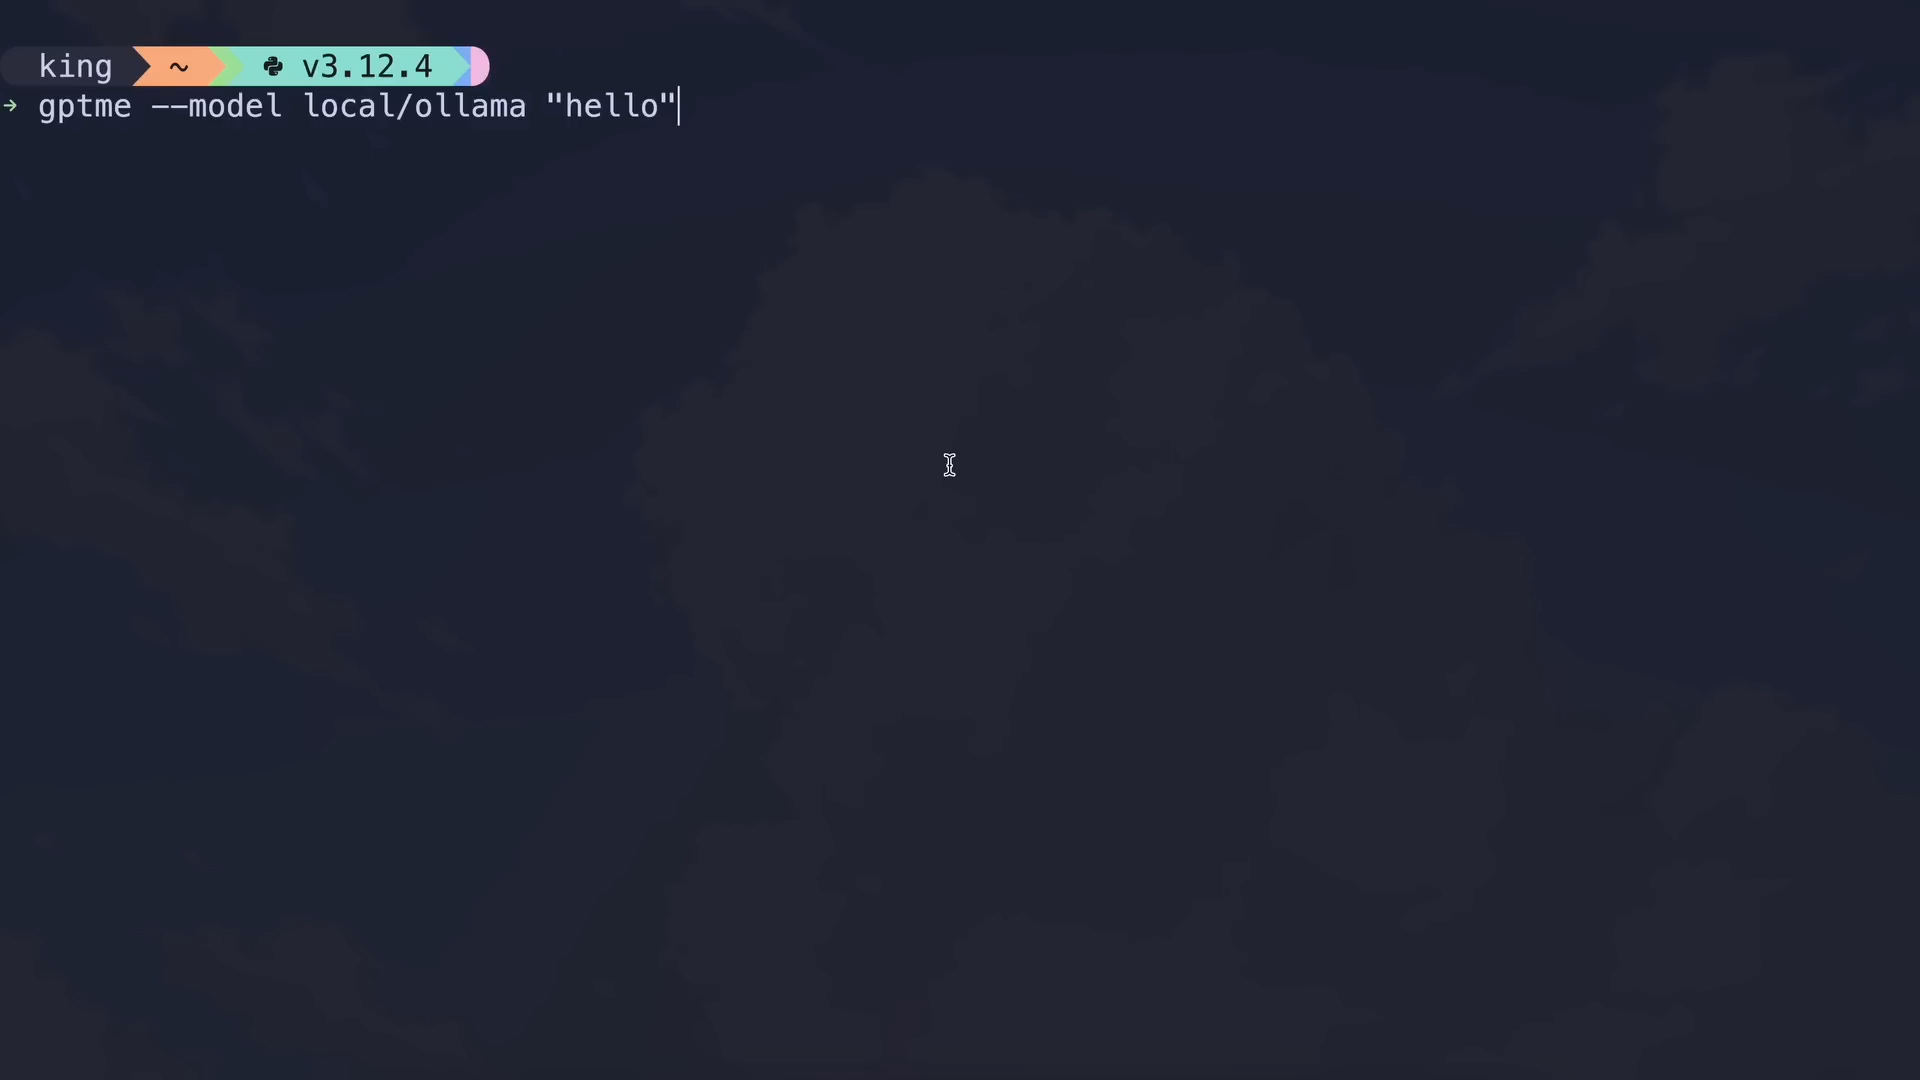 king ~ v3.12.4
→ gptme --model local/ollama "hello"